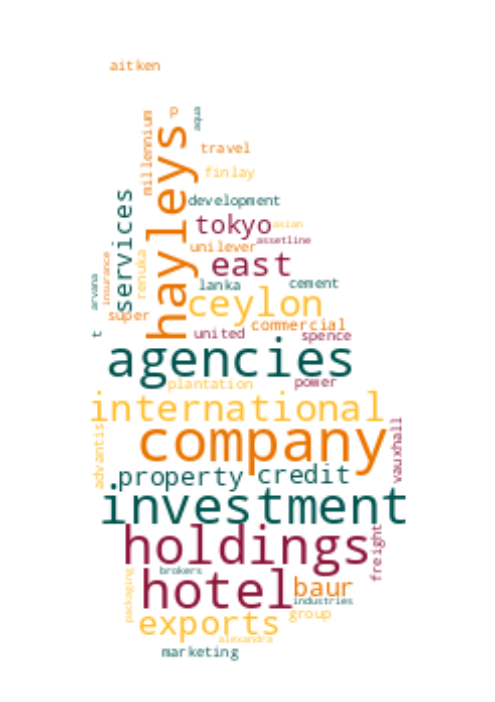 aitken
p
aqua
millennium
hayleys
travel
finlay
services
development
tokyo
asian
unilever
assetline
east
insurance
renuka
arvana
lanka
cement
ceylon
super
commercial
t
united
spence
agencies
plantation
power
international
advantis
vauxhall
company
property
credit
investment
holdings
freight
brokers
packaging
hotel
baur
industries
exports
group
alexandra
marketing